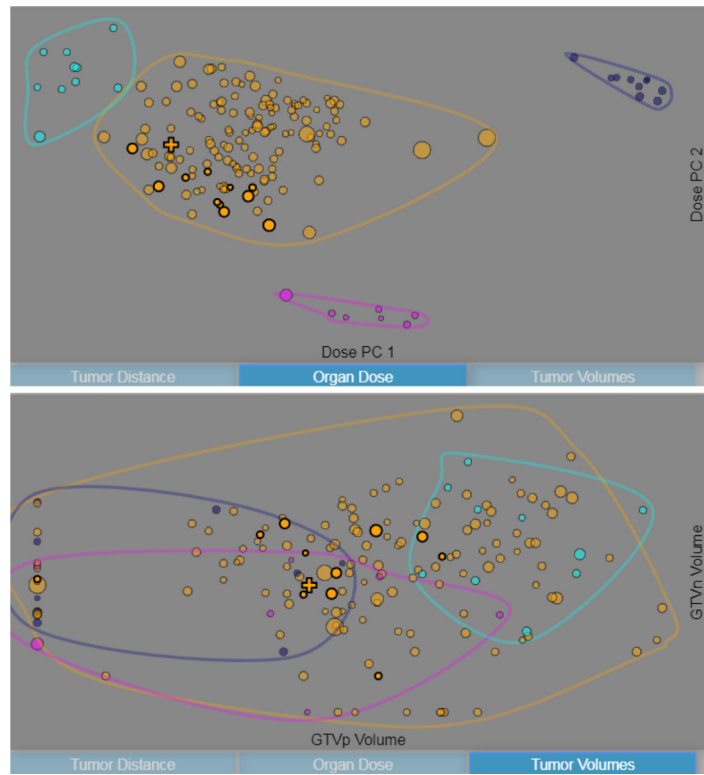 Dose PC 2
Dose PC 1
Tumor Distance
Organ Dose
Tumor Volumes
GTVn Volume
GTVp Volume
Tumor Distance
Organ Dose
Tumor Volumes